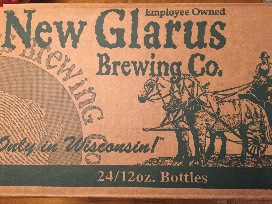 Employee Owned
New Glarus
Brewing Co.
Brewing Co
Only in Wisconsin!
24/12oz. Bottles